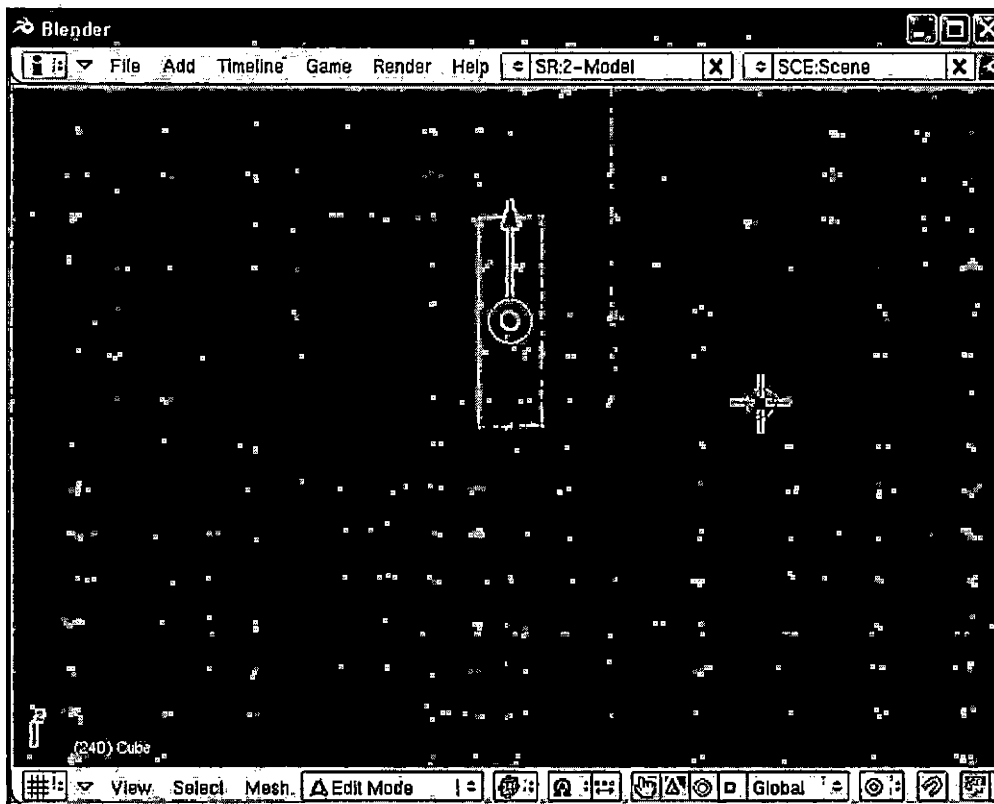 Blender
File Add Timeline Game Render Help SR:2-Model X SCE:Scene X
(240) Cube
View Select Mesh Edit Mode Global